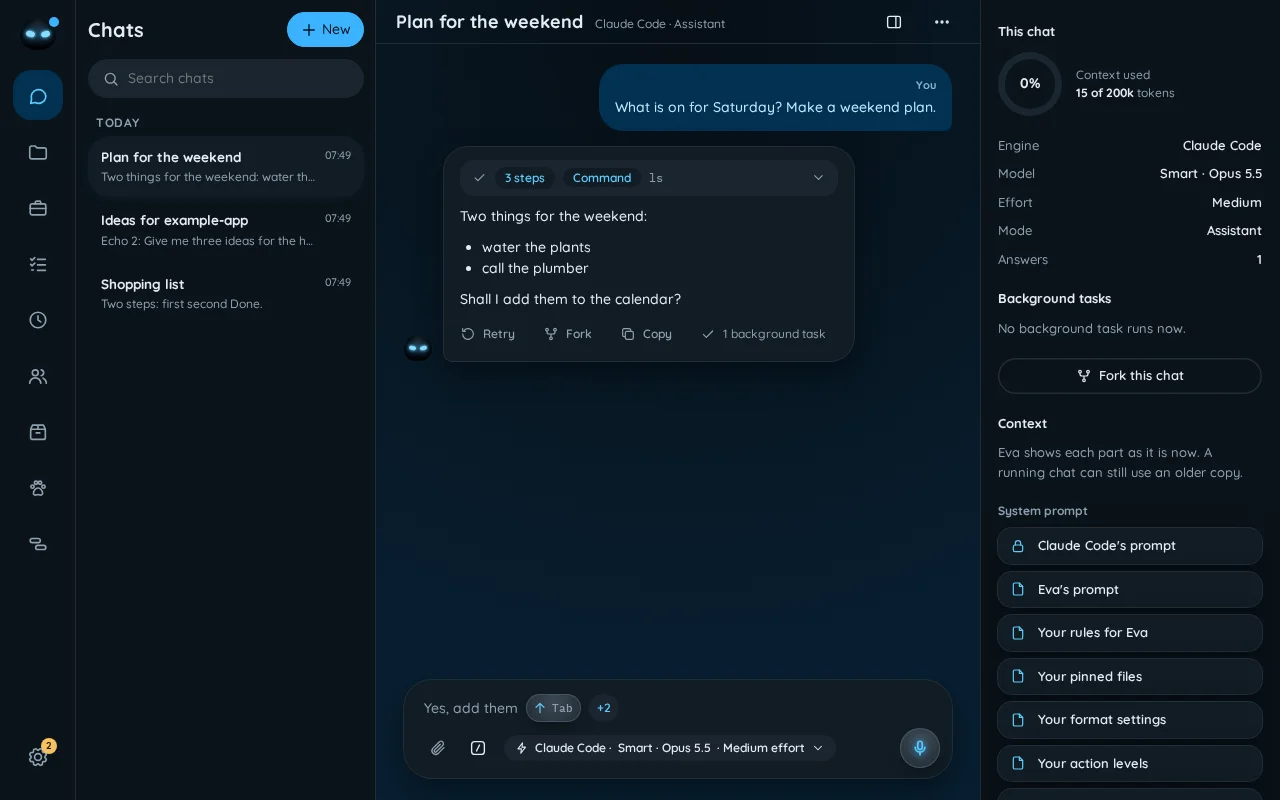 Chats
+ New
Search chats
TODAY
Plan for the weekend 07:49
Two things for the weekend: water th...
Ideas for example-app 07:49
Echo 2: Give me three ideas for the h...
Shopping list 07:49
Two steps: first second Done.
2
Plan for the weekend Claude Code · Assistant
You
What is on for Saturday? Make a weekend plan.
3 steps Command 1s
Two things for the weekend:
• water the plants
• call the plumber
Shall I add them to the calendar?
Retry Fork Copy 1 background task
Yes, add them Tab +2
Claude Code · Smart · Opus 5.5 · Medium effort
This chat
0%
Context used
15 of 200k tokens
Engine Claude Code
Model Smart · Opus 5.5
Effort Medium
Mode Assistant
Answers 1
Background tasks
No background task runs now.
Fork this chat
Context
Eva shows each part as it is now. A
running chat can still use an older copy.
System prompt
Claude Code's prompt
Eva's prompt
Your rules for Eva
Your pinned files
Your format settings
Your action levels